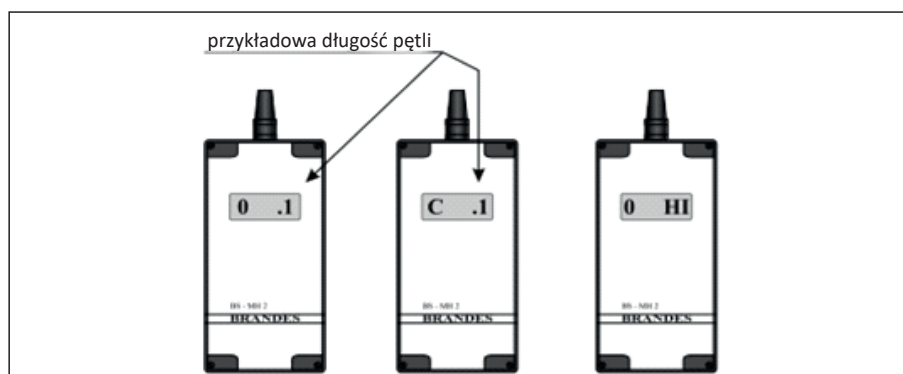 przykładowa długość pętli
0 .1
C .1
0 HI
BS - MH 2
BRANDES
BS - MH 2
BRANDES
BS - MH 2
BRANDES